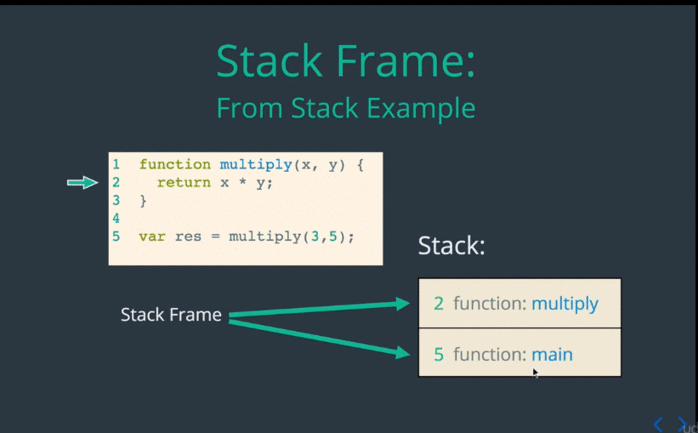 Stack Frame:
From Stack Example
1 function multiply(x, y) {
2 return x * y;
3 }
4
5 var res = multiply(3,5);
Stack:
Stack Frame
2 function: multiply
5 function: main